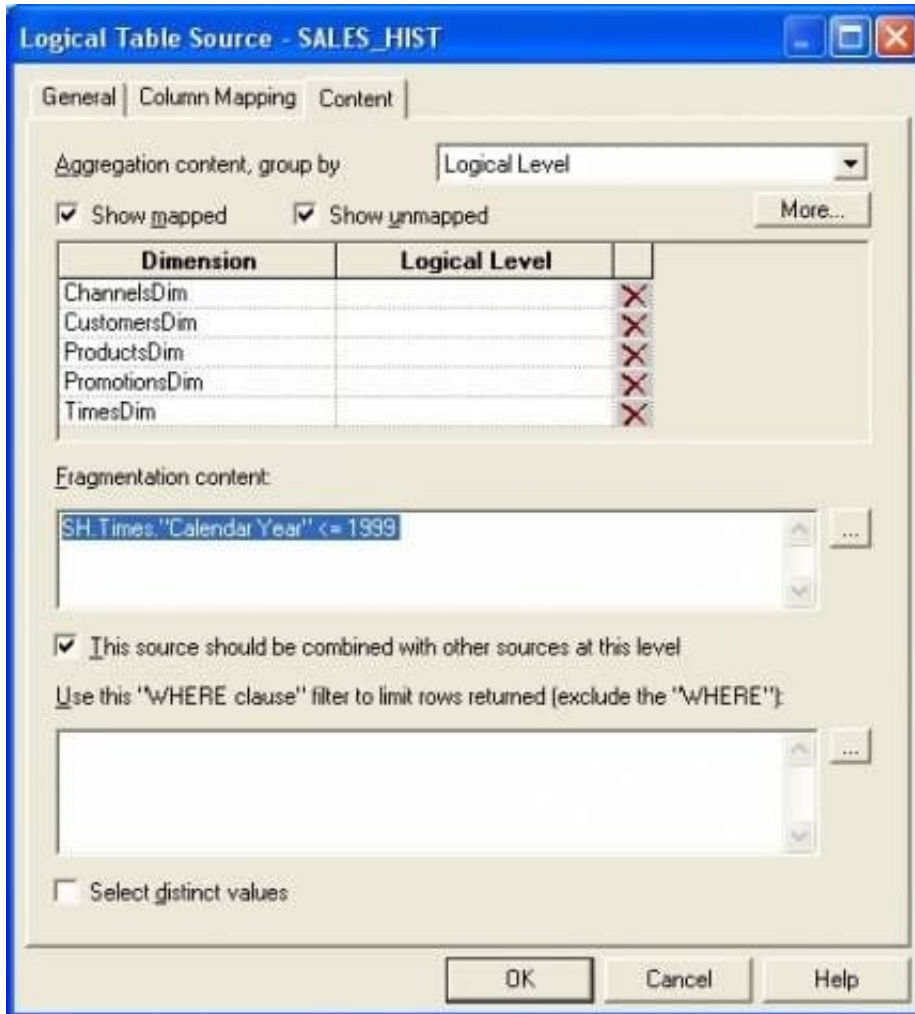 Logical Table Source - SALES_HIST
General Column Mapping Content
Aggregation content, group by Logical Level
Show mapped Show unmapped More...
Dimension Logical Level
ChannelsDim
CustomersDim
ProductsDim
PromotionsDim
TimesDim
Fragmentation content:
SH.Times."Calendar Year" <= 1999
...
This source should be combined with other sources at this level
Use this "WHERE clause" filter to limit rows returned (exclude the "WHERE"):
...
Select distinct values
OK Cancel Help